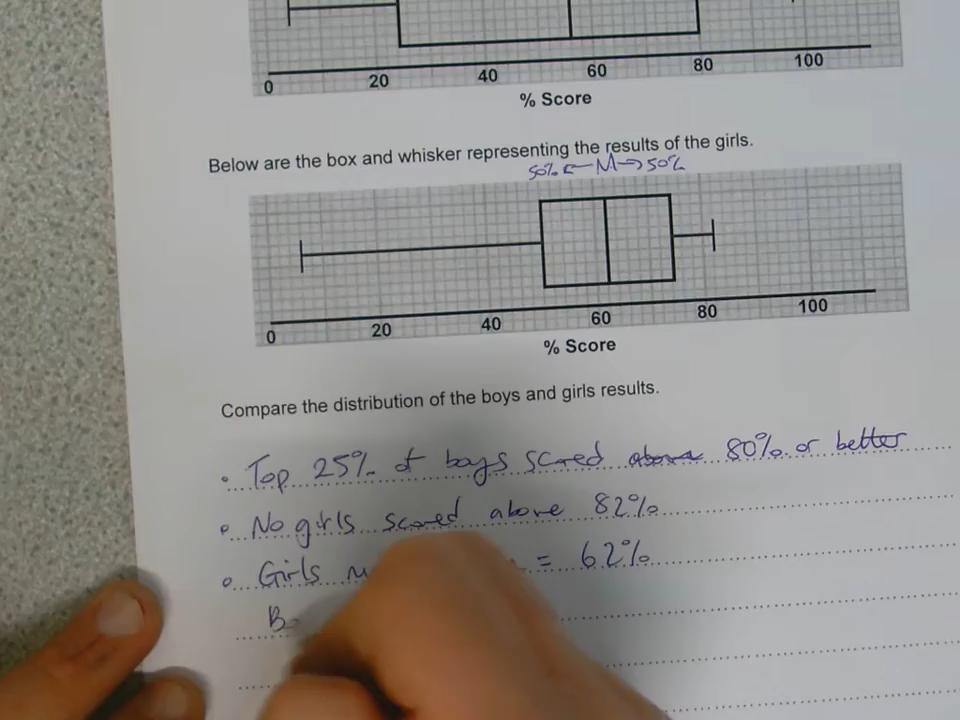 0 20 40 60 80 100
% Score
Below are the box and whisker representing the results of the girls.
50% ← M → 50%
0 20 40 60 80 100
% Score
Compare the distribution of the boys and girls results.
• Top 25% of boys scored above 80% or better
• No girls scored above 82%
• Girls = 62%